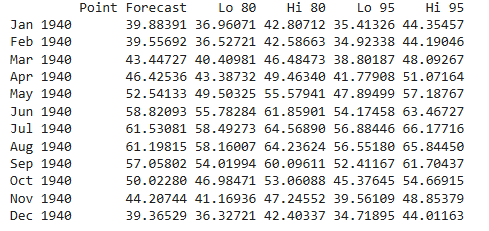 Point Forecast Lo 80 Hi 80 Lo 95 Hi 95
Jan 1940 39.88391 36.96071 42.80712 35.41326 44.35457
Feb 1940 39.55692 36.52721 42.58663 34.92338 44.19046
Mar 1940 43.44727 40.40981 46.48473 38.80187 48.09267
Apr 1940 46.42536 43.38732 49.46340 41.77908 51.07164
May 1940 52.54133 49.50325 55.57941 47.89499 57.18767
Jun 1940 58.82093 55.78284 61.85901 54.17458 63.46727
Jul 1940 61.53081 58.49273 64.56890 56.88446 66.17716
Aug 1940 61.19815 58.16007 64.23624 56.55180 65.84450
Sep 1940 57.05802 54.01994 60.09611 52.41167 61.70437
Oct 1940 50.02280 46.98471 53.06088 45.37645 54.66915
Nov 1940 44.20744 41.16936 47.24552 39.56109 48.85379
Dec 1940 39.36529 36.32721 42.40337 34.71895 44.01163